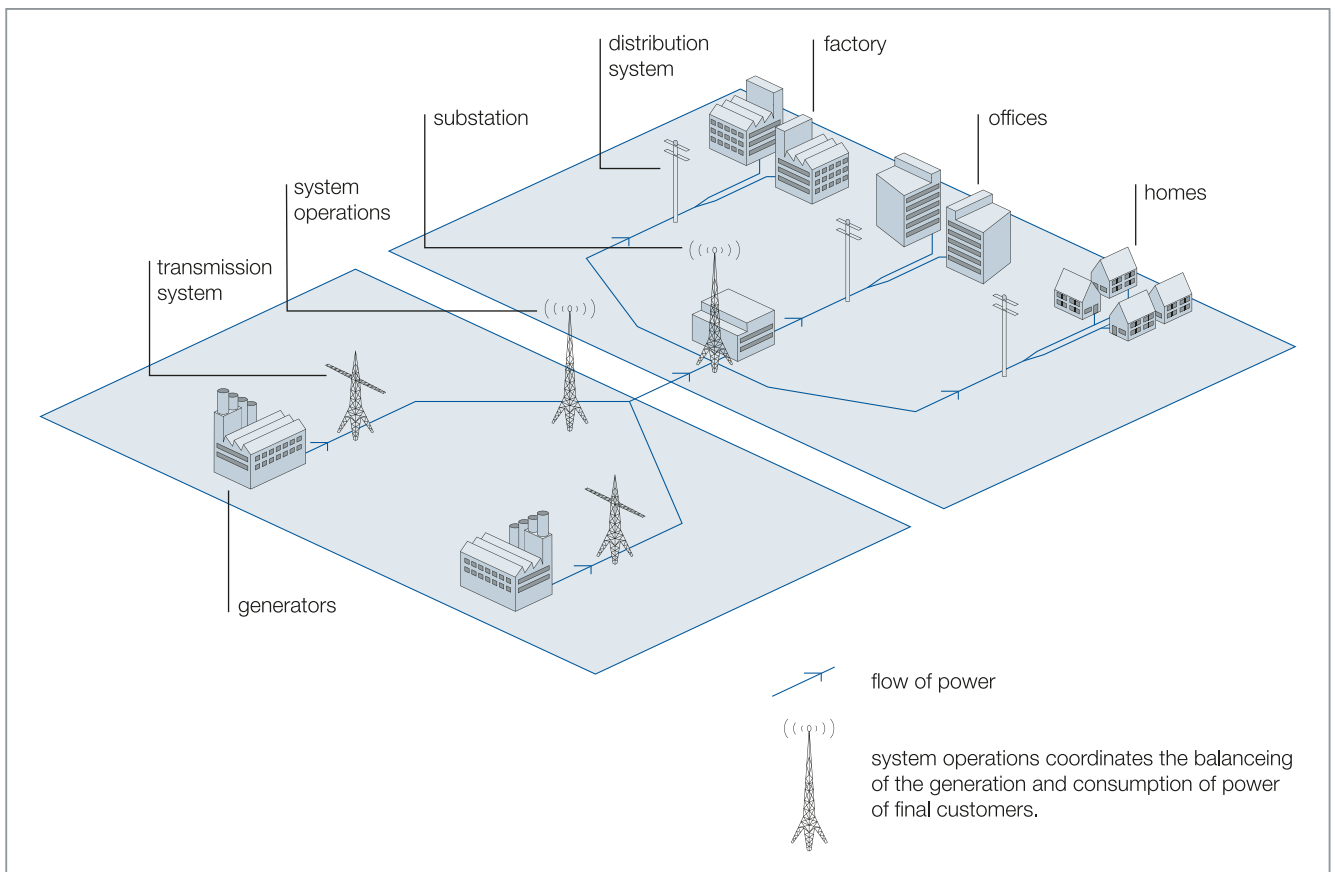 distribution
system
factory
substation
offices
system
operations
homes
transmission
system
generators
flow of power
system operations coordinates the balanceing
of the generation and consumption of power
of final customers.